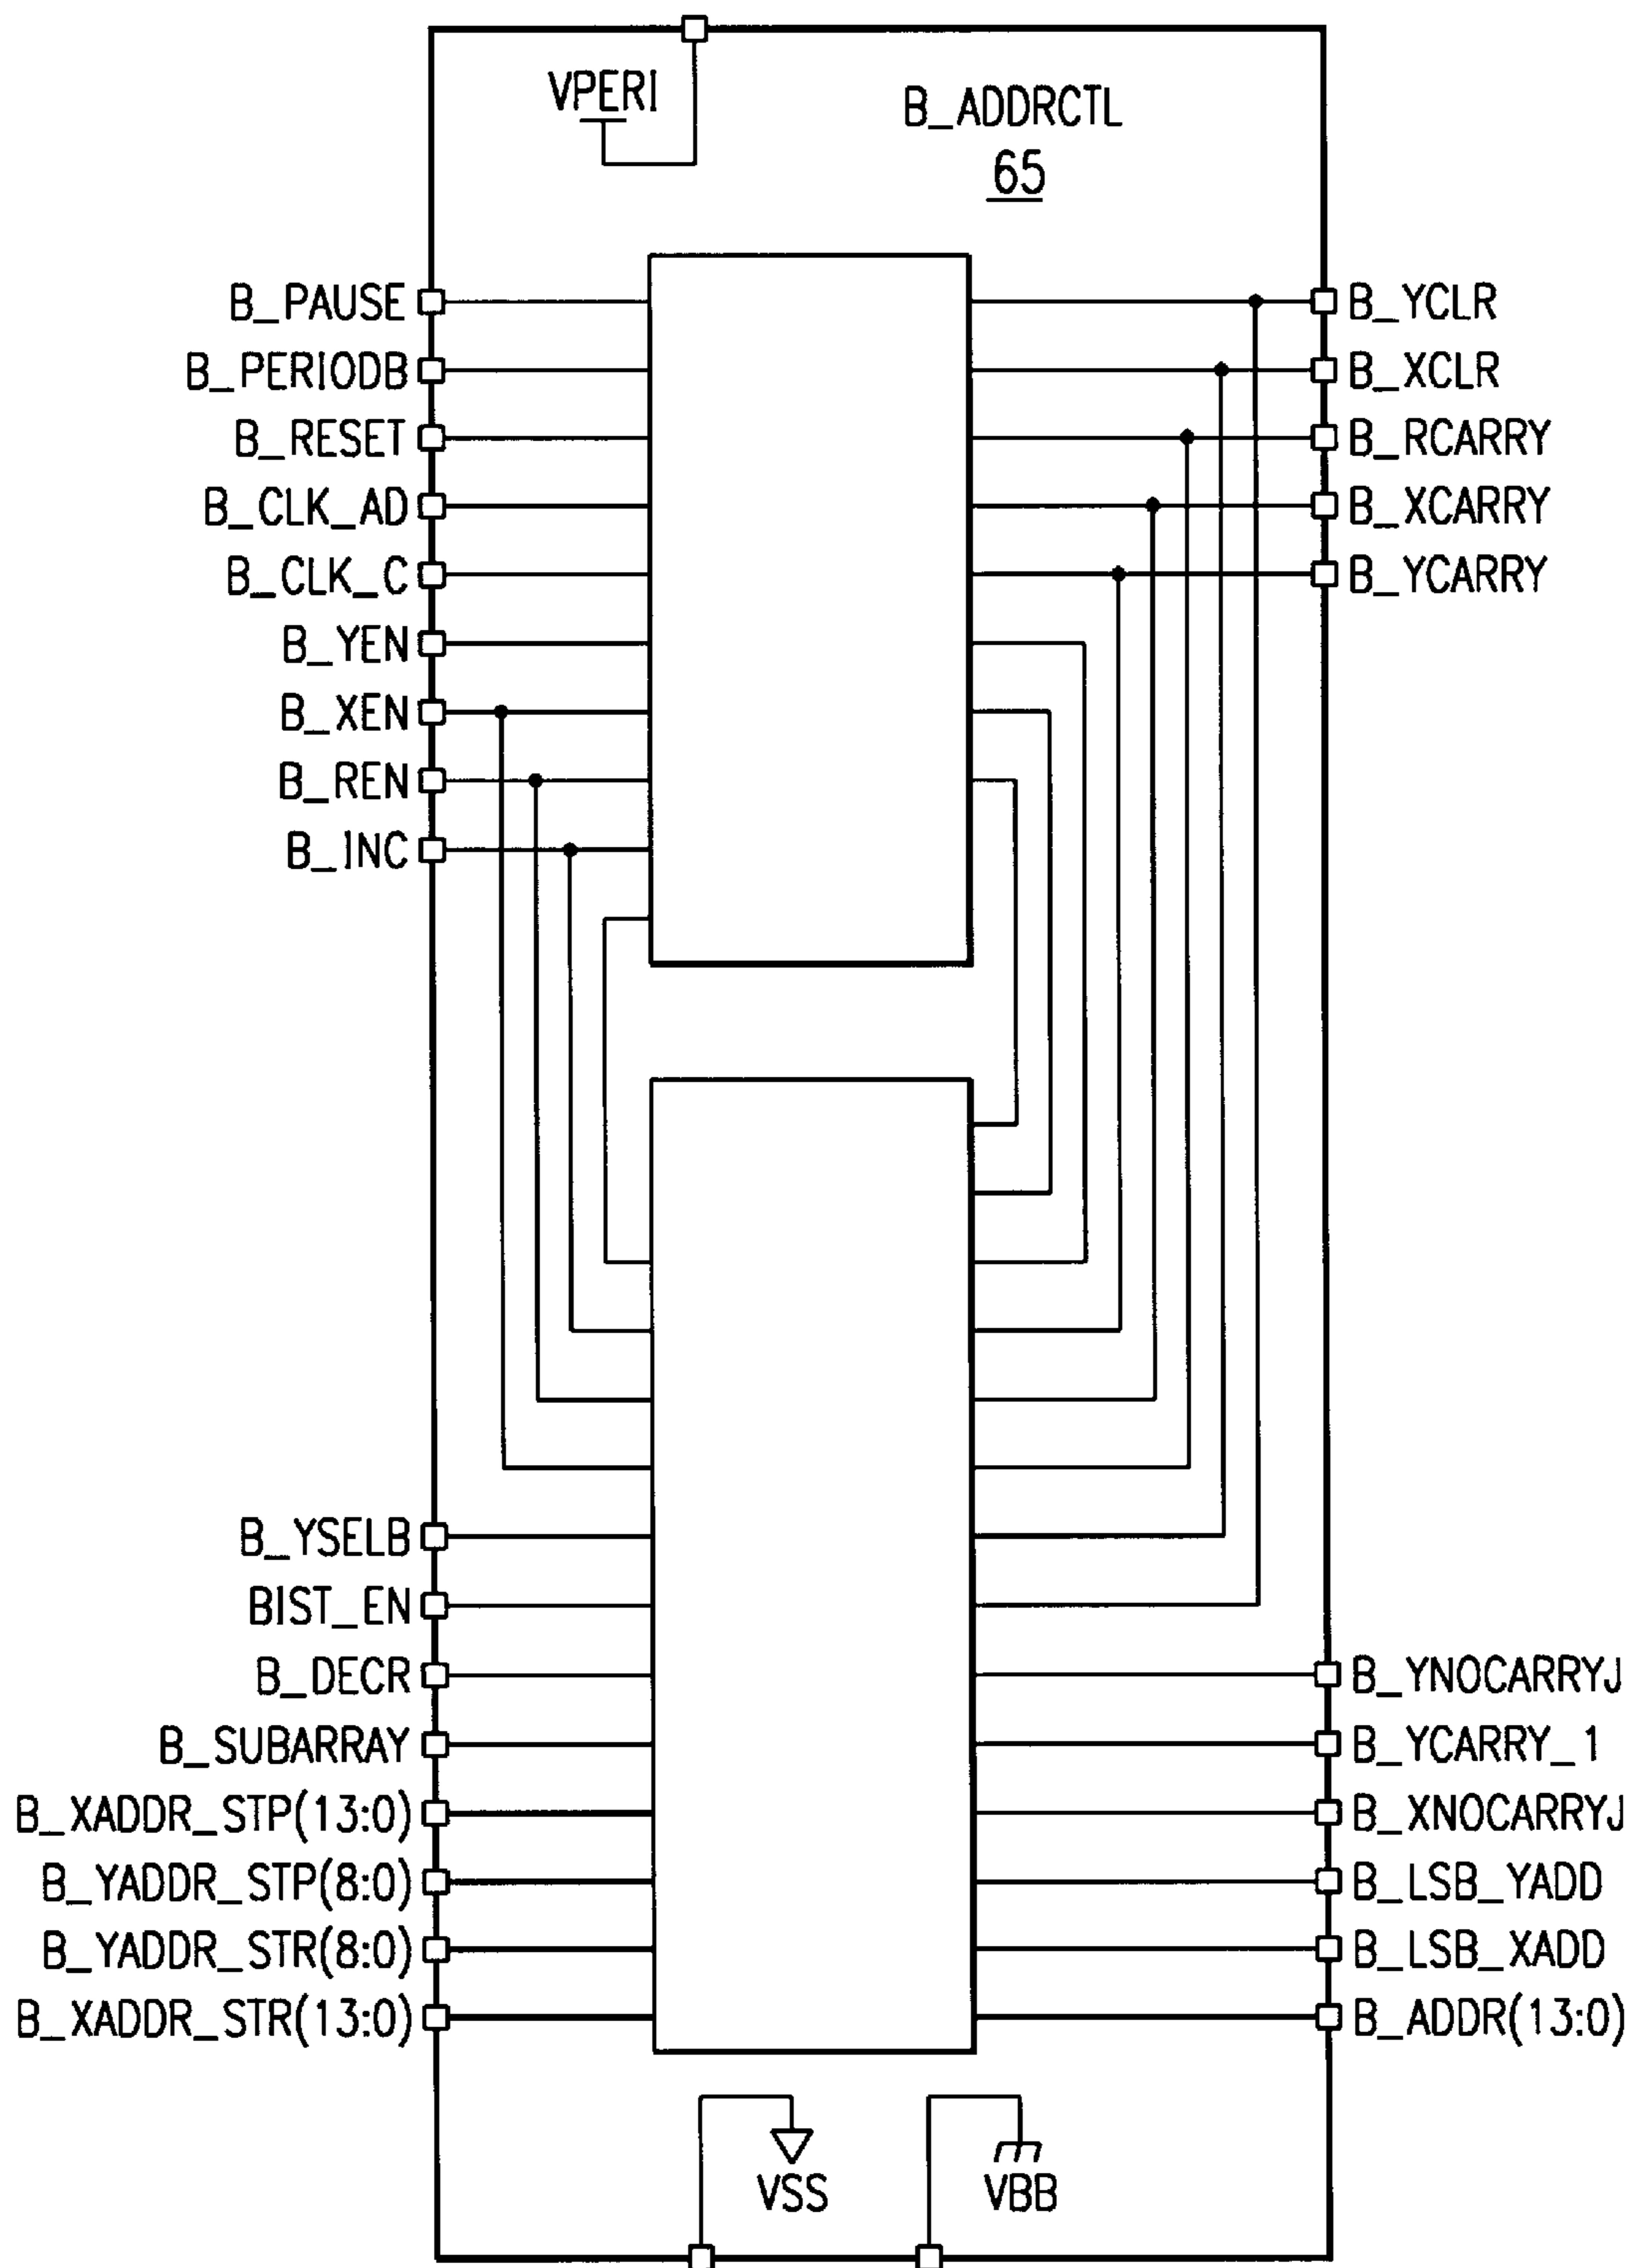 VPERI
B_ADDRCTL
65
B_PAUSE
B_PERIODB
B_RESET
B_CLK_AD
B_CLK_C
B_YEN
B_XEN
B_REN
B_INC
B_YCLR
B_XCLR
B_RCARRY
B_XCARRY
B_YCARRY
B_YSELB
BIST_EN
B_DECR
B_SUBARRAY
B_XADDR_STP(13:0)
B_YADDR_STP(8:0)
B_YADDR_STR(8:0)
B_XADDR_STR(13:0)
B_YNOCARRYJ
B_YCARRY_1
B_XNOCARRYJ
B_LSB_YADD
B_LSB_XADD
B_ADDR(13:0)
VSS
VBB